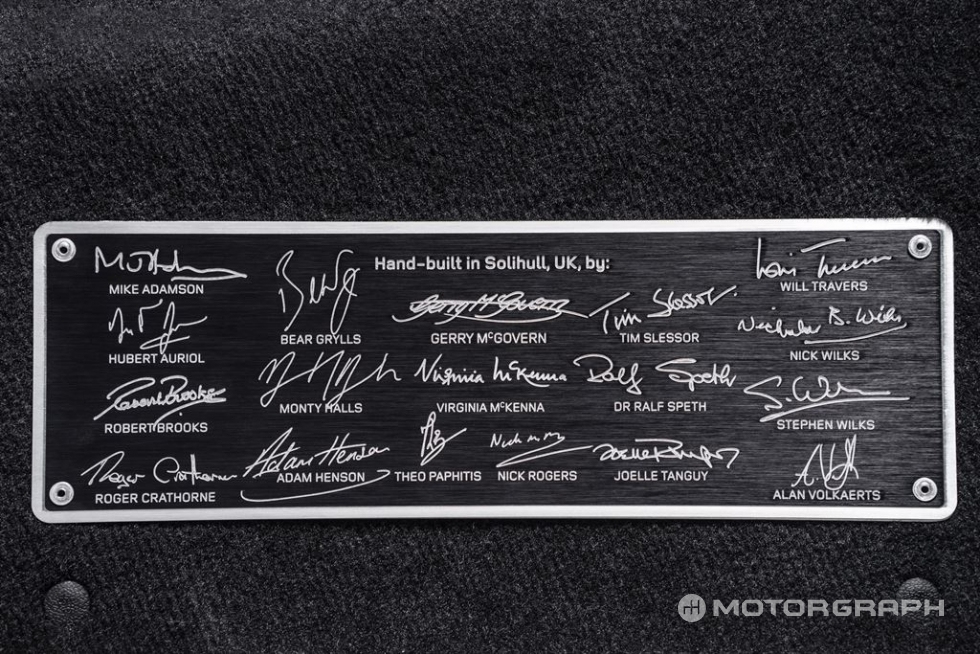 Hand-built in Solihull, UK, by:
MIKE ADAMSON
BEAR GRYLLS
GERRY McGOVERN
TIM SLESSOR
WILL TRAVERS
HUBERT AURIOL
NICK WILKS
ROBERT BROOKS
MONTY HALLS
VIRGINIA McKENNA
DR RALF SPETH
STEPHEN WILKS
ROGER CRATHORNE
ADAM HENSON
THEO PAPHITIS
NICK ROGERS
JOELLE TANGUY
ALAN VOLKAERTS
MOTORGRAPH